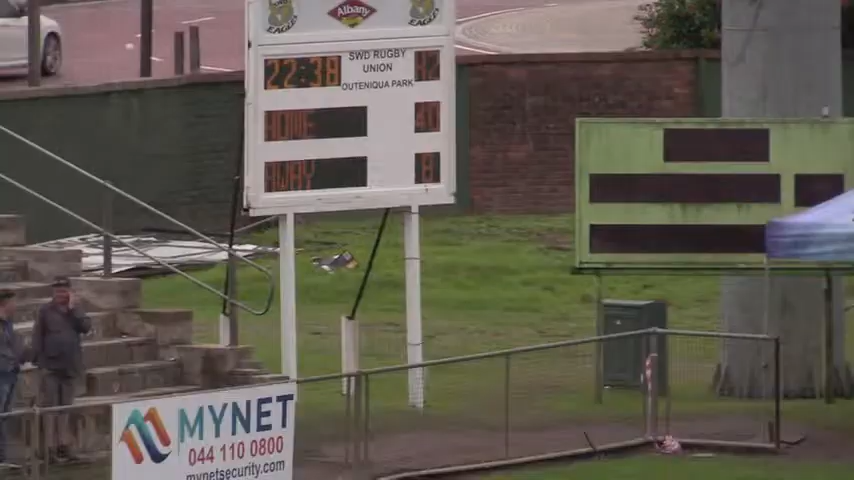 EAGLES
Albany
EAGLES
22:38
SWD RUGBY
UNION
OUTENIQUA PARK
HOME
40
AWAY
8
MYNET
044 110 0800
mynetsecurity.com